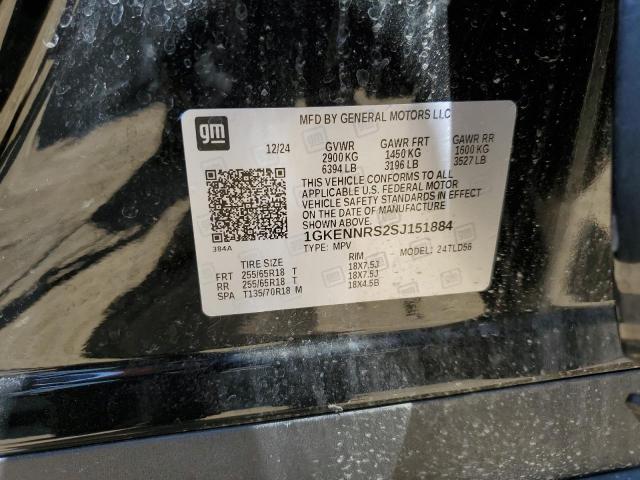 MFD BY GENERAL MOTORS LLC
gm
12/24 GVWR GAWR FRT GAWR RR
2900 KG 1450 KG 1600 KG
6394 LB 3196 LB 3527 LB
THIS VEHICLE CONFORMS TO ALL
APPLICABLE U.S. FEDERAL MOTOR
VEHICLE SAFETY STANDARDS IN EFFECT
ON THE DATE OF MANUFACTURE
SHOWN ABOVE.
1GKENNRS2SJ151884
384A
TYPE: MPV MODEL: 24TLD56
TIRE SIZE RIM
FRT 255/65R18 T 18X7.5J
RR 255/65R18 T 18X7.5J
SPA T135/70R18 M 18X4.5B